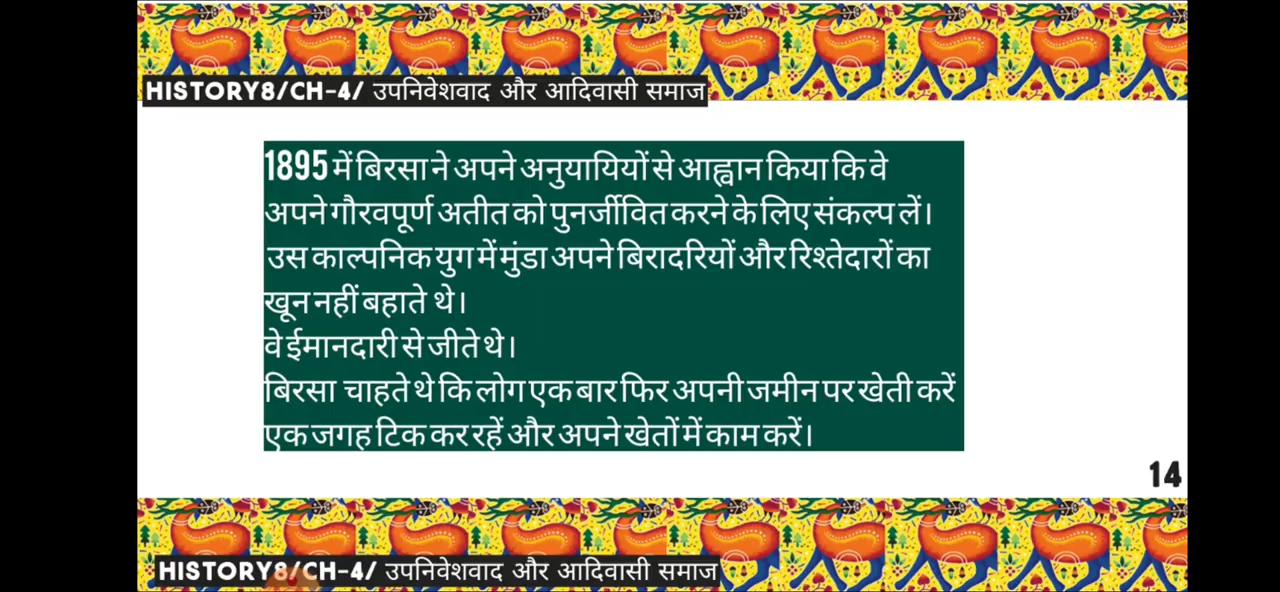 HISTORY8/CH-4/ उपनिवेशवाद और आदिवासी समाज
1895 में बिरसा ने अपने अनुयायियों से आह्वान किया कि वे
अपने गौरवपूर्ण अतीत को पुनर्जीवित करने के लिए संकल्प लें।
उस काल्पनिक युग में मुंडा अपने बिरादरियों और रिश्तेदारों का
खून नहीं बहाते थे।
वे ईमानदारी से जीते थे।
बिरसा चाहते थे कि लोग एक बार फिर अपनी जमीन पर खेती करें
एक जगह टिक कर रहें और अपने खेतों में काम करें।
14
HISTORY8/CH-4/ उपनिवेशवाद और आदिवासी समाज